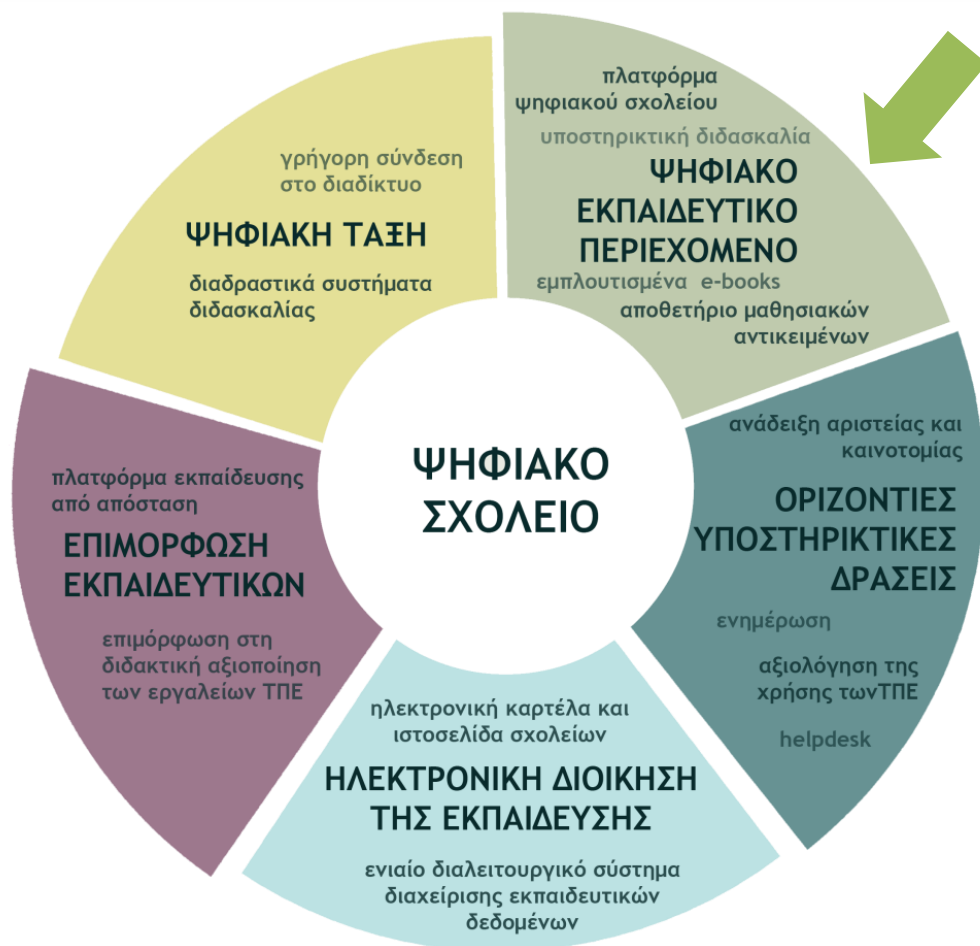 πλατφόρμα
ψηφιακού σχολείου
υποστηρικτική διδασκαλία
ΨΗΦΙΑΚΟ
ΕΚΠΑΙΔΕΥΤΙΚΟ
ΠΕΡΙΕΧΟΜΕΝΟ
εμπλουτισμένα e-books
αποθετήριο μαθησιακών
αντικειμένων
γρήγορη σύνδεση
στο διαδίκτυο
ΨΗΦΙΑΚΗ ΤΑΞΗ
διαδραστικά συστήματα
διδασκαλίας
ΨΗΦΙΑΚΟ
ΣΧΟΛΕΙΟ
ανάδειξη αριστείας και
καινοτομίας
ΟΡΙΖΟΝΤΙΕΣ
ΥΠΟΣΤΗΡΙΚΤΙΚΕΣ
ΔΡΑΣΕΙΣ
ενημέρωση
αξιολόγηση της
χρήσης τωνΤΠΕ
helpdesk
πλατφόρμα εκπαίδευσης
από απόσταση
ΕΠΙΜΟΡΦΩΣΗ
ΕΚΠΑΙΔΕΥΤΙΚΩΝ
επιμόρφωση στη
διδακτική αξιοποίηση
των εργαλείων ΤΠΕ
ηλεκτρονική καρτέλα και
ιστοσελίδα σχολείων
ΗΛΕΚΤΡΟΝΙΚΗ ΔΙΟΙΚΗΣΗ
ΤΗΣ ΕΚΠΑΙΔΕΥΣΗΣ
ενιαίο διαλειτουργικό σύστημα
διαχείρισης εκπαιδευτικών
δεδομένων